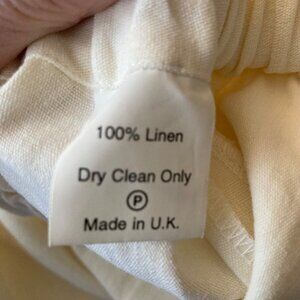 100% Linen
Dry Clean Only
P
Made in U.K.